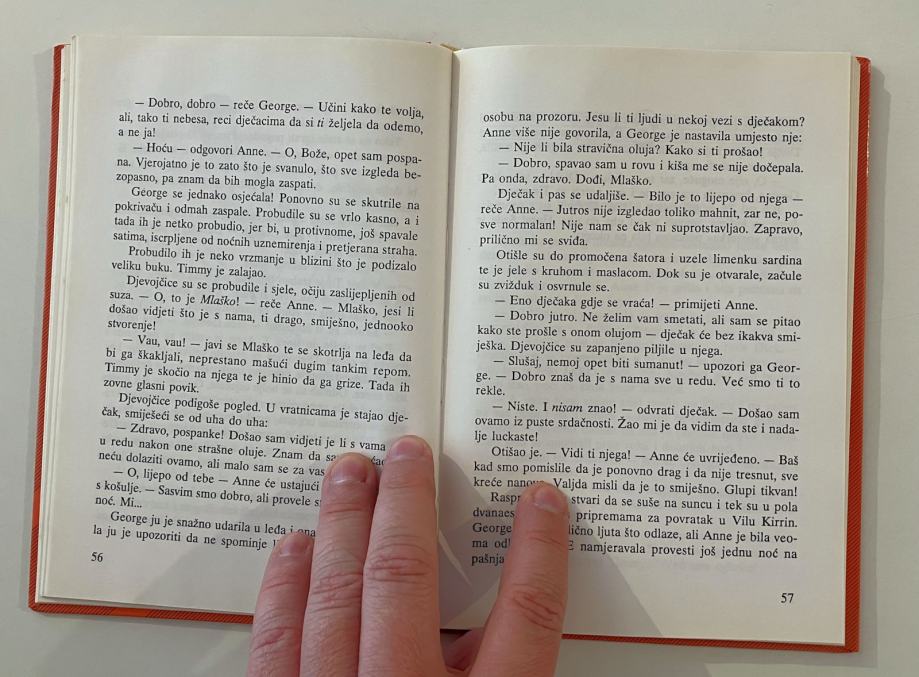 — Dobro, dobro — reče George. — Učini kako te volja,
ali, tako ti nebesa, reci dječacima da si ti željela da odemo,
a ne ja!
— Hoću — odgovori Anne. — O, Bože, opet sam pospa-
na. Vjerojatno je to zato što je svanulo, što sve izgleda be-
zopasno, pa znam da bih mogla zaspati.
George se jednako osjećala! Ponovno su se skutrile na
pokrivaču i odmah zaspale. Probudile su se vrlo kasno, a i
tada ih je netko probudio, jer bi, u protivnome, još spavale
satima, iscrpljene od noćnih uznemirenja i pretjerana straha.
Probudilo ih je neko vrzmanje u blizini što je podizalo
veliku buku. Timmy je zalajao.
Djevojčice su se probudile i sjele, očiju zaslijepljenih od
suza. — O, to je Mlaško! — reče Anne. — Mlaško, jesi li
došao vidjeti što je s nama, ti drago, smiješno, jednooko
stvorenje!
— Vau, vau! — javi se Mlaško te se skotrlja na leđa da
bi ga škakljali, neprestano mašući dugim tankim repom.
Timmy je skočio na njega te je hinio da ga grize. Tada ih
zovne glasni povik.
Djevojčice podigoše pogled. U vratnicama je stajao dje-
čak, smiješeći se od uha do uha:
— Zdravo, pospanke! Došao sam vidjeti je li s vama
u redu nakon one strašne oluje. Znam da
neću dolaziti ovamo, ali malo sam se za vas
— O, lijepo od tebe — Anne će ustajući
s košulje. — Sasvim smo dobro, ali provele
noć. Mi...
George ju je snažno udarila u leđa i
la ju je upozoriti da ne spominje
56
osobu na prozoru. Jesu li ti ljudi u nekoj vezi s dječakom?
Anne više nije govorila, a George je nastavila umjesto nje:
— Nije li bila stravična oluja? Kako si ti prošao!
— Dobro, spavao sam u rovu i kiša me se nije dočepala.
Pa onda, zdravo. Dođi, Mlaško.
Dječak i pas se udaljiše. — Bilo je to lijepo od njega —
reče Anne. — Jutros nije izgledao toliko mahnit, zar ne, po-
sve normalan! Nije nam se čak ni suprotstavljao. Zapravo,
prilično mi se sviđa.
Otišle su do promočena šatora i uzele limenku sardina
te je jele s kruhom i maslacom. Dok su je otvarale, začule
su zvižduk i osvrnule se.
— Eno dječaka gdje se vraća! — primijeti Anne.
— Dobro jutro. Ne želim vam smetati, ali sam se pitao
kako ste prošle s onom olujom — dječak će bez ikakva smi-
ješka. Djevojčice su zapanjeno piljile u njega.
— Slušaj, nemoj opet biti sumanut! — upozori ga Geor-
ge. — Dobro znaš da je s nama sve u redu. Već smo ti to
rekle.
— Niste. I nisam znao! — odvrati dječak. — Došao sam
ovamo iz puste srdačnosti. Žao mi je da vidim da ste i nada-
lje luckaste!
Otišao je. — Vidi ti njega! — Anne će uvrijeđeno. — Baš
kad smo pomislile da je ponovno drag i da nije tresnut, sve
kreće Valjda misli da je to smiješno. Glupi tikvan!
stvari da se suše na suncu i tek su u pola
pripremama za povratak u Vilu Kirrin.
George ljuta što odlaze, ali Anne je bila veo-
ma namjeravala provesti još jednu noć na
57